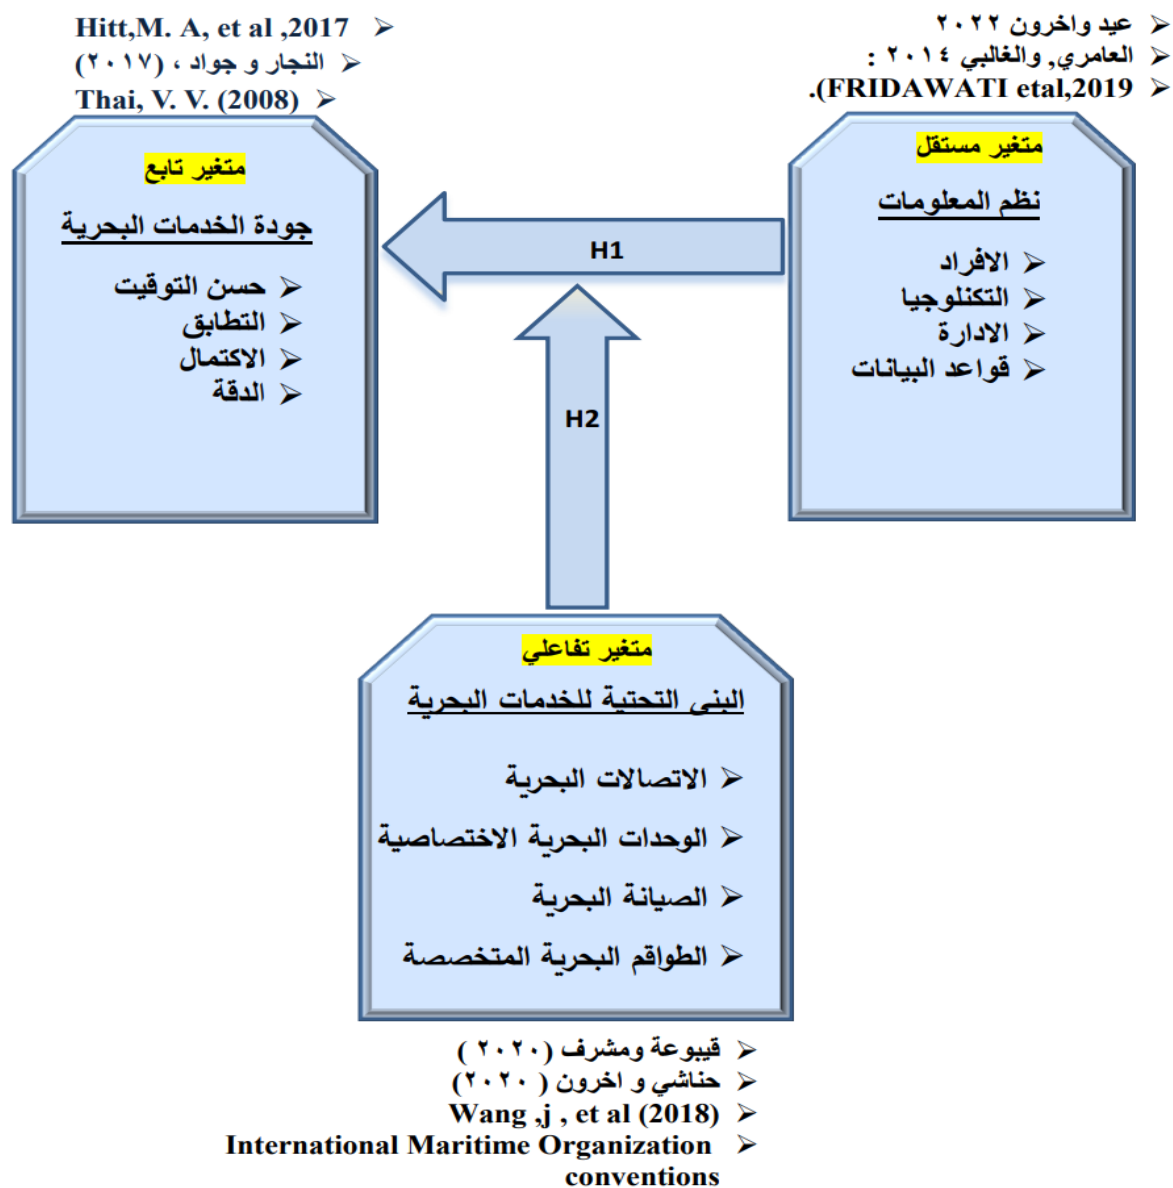 ➢ عيد واخرون ٢٠٢٢
➢ العامري, والغالبي ٢٠١٤ :
➢ FRIDAWATI etal,2019).
متغير مستقل
نظم المعلومات
➢ الافراد
➢ التكنلوجيا
➢ الادارة
➢ قواعد البيانات
➢ Hitt,M. A, et al ,2017
➢ النجار و جواد ، (٢٠١٧)
➢ Thai, V. V. (2008)
متغير تابع
جودة الخدمات البحرية
➢ حسن التوقيت
➢ التطابق
➢ الاكتمال
➢ الدقة
H1
H2
متغير تفاعلي
البنى التحتية للخدمات البحرية
➢ الاتصالات البحرية
➢ الوحدات البحرية الاختصاصية
➢ الصيانة البحرية
➢ الطواقم البحرية المتخصصة
➢ قيبوعة ومشرف (٢٠٢٠ )
➢ حناشي و اخرون ( ٢٠٢٠)
➢ Wang ,j , et al (2018)
➢ International Maritime Organization
conventions